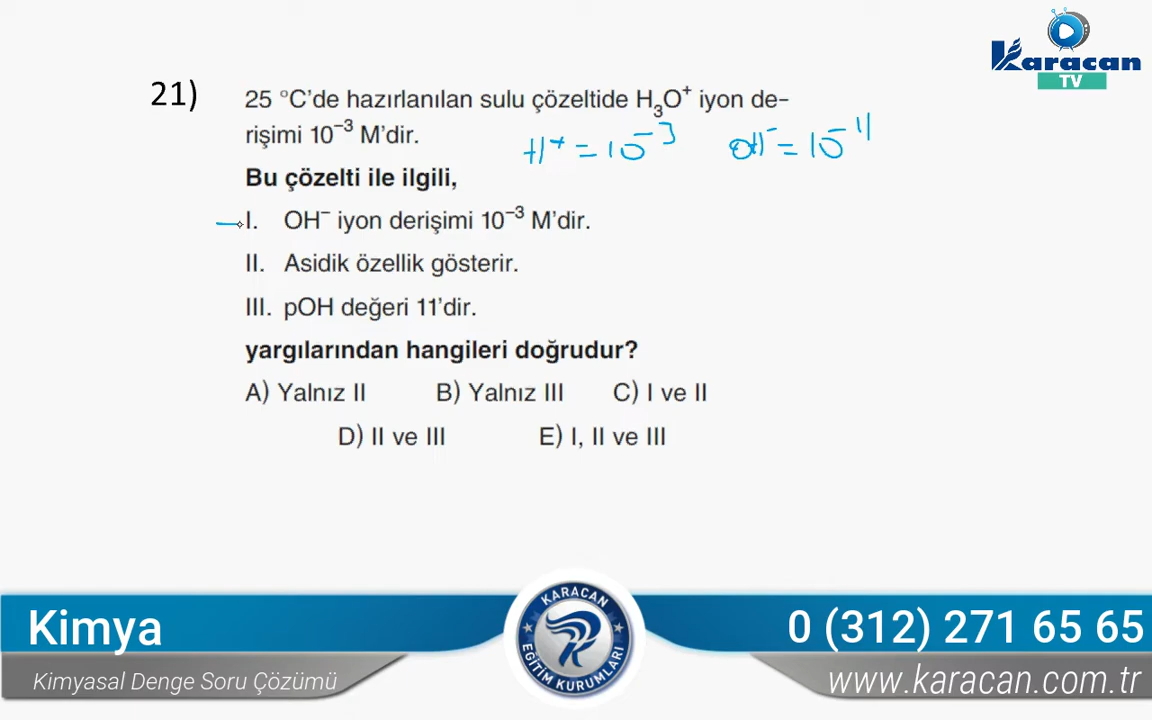 Karacan
TV
21)
25 °C'de hazırlanılan sulu çözeltide H₃O⁺ iyon de-
rişimi 10⁻³ M'dir.
H⁺ = 10⁻³ OH⁻ = 10⁻¹¹
Bu çözelti ile ilgili,
I. OH⁻ iyon derişimi 10⁻³ M'dir.
II. Asidik özellik gösterir.
III. pOH değeri 11'dir.
yargılarından hangileri doğrudur?
A) Yalnız II B) Yalnız III C) I ve II
D) II ve III E) I, II ve III
Kimya
Kimyasal Denge Soru Çözümü
KARACAN
EĞİTİM KURUMLARI
0 (312) 271 65 65
www.karacan.com.tr